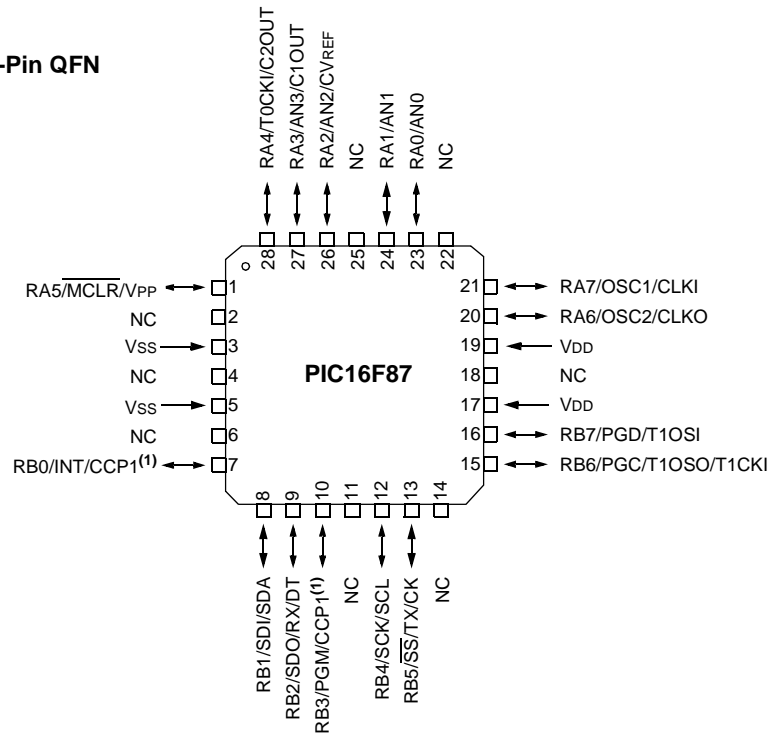 -Pin QFN
RA4/T0CKI/C2OUT
RA3/AN3/C1OUT
RA2/AN2/CVREF
NC
RA1/AN1
RA0/AN0
NC
28
27
26
25
24
23
22
RA5/MCLR/VPP
1
NC
2
VSS
3
NC
4
VSS
5
NC
6
RB0/INT/CCP1(1)
7
PIC16F87
21
RA7/OSC1/CLKI
20
RA6/OSC2/CLKO
19
VDD
18
NC
17
VDD
16
RB7/PGD/T1OSI
15
RB6/PGC/T1OSO/T1CKI
8
9
10
11
12
13
14
RB1/SDI/SDA
RB2/SDO/RX/DT
RB3/PGM/CCP1(1)
NC
RB4/SCK/SCL
RB5/SS/TX/CK
NC